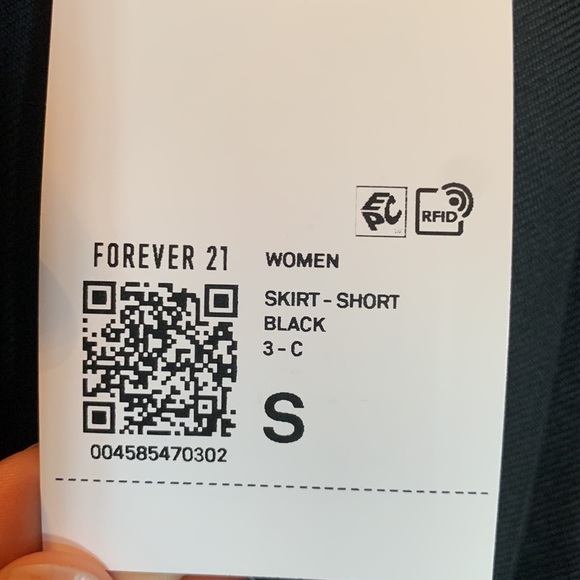 EPC
RFID
FOREVER 21
WOMEN
SKIRT - SHORT
BLACK
3 - C
S
004585470302